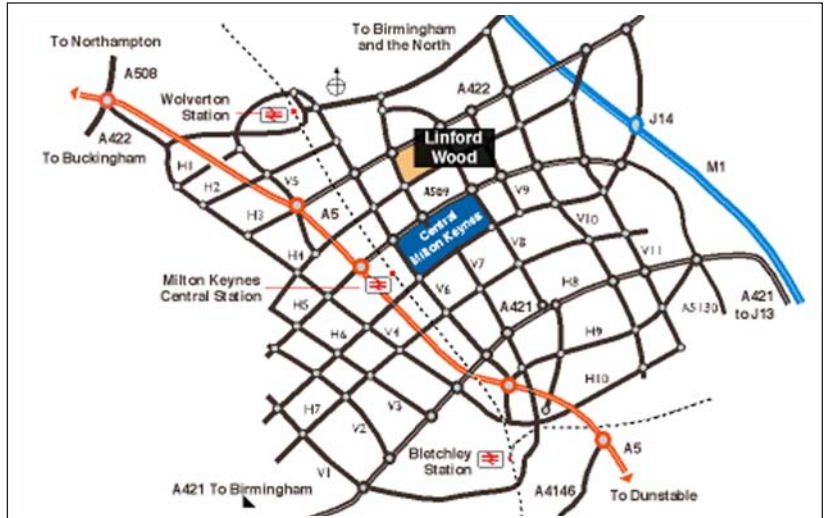 To Birmingham
and the North
To Northampton
A508
A422
Wolverton
Station
J14
Linford
Wood
A422
To Buckingham
M1
H1
H2
V5
A509
V9
H3
A5
Central
Milton Keynes
V10
H4
V8
V11
Milton Keynes
Central Station
V7
H8
A421
to J13
H5
V6
A421
A5130
H6
V4
H9
H10
H7
V3
V2
Bletchley
Station
A5
V1
A421 To Birmingham
A4146
To Dunstable